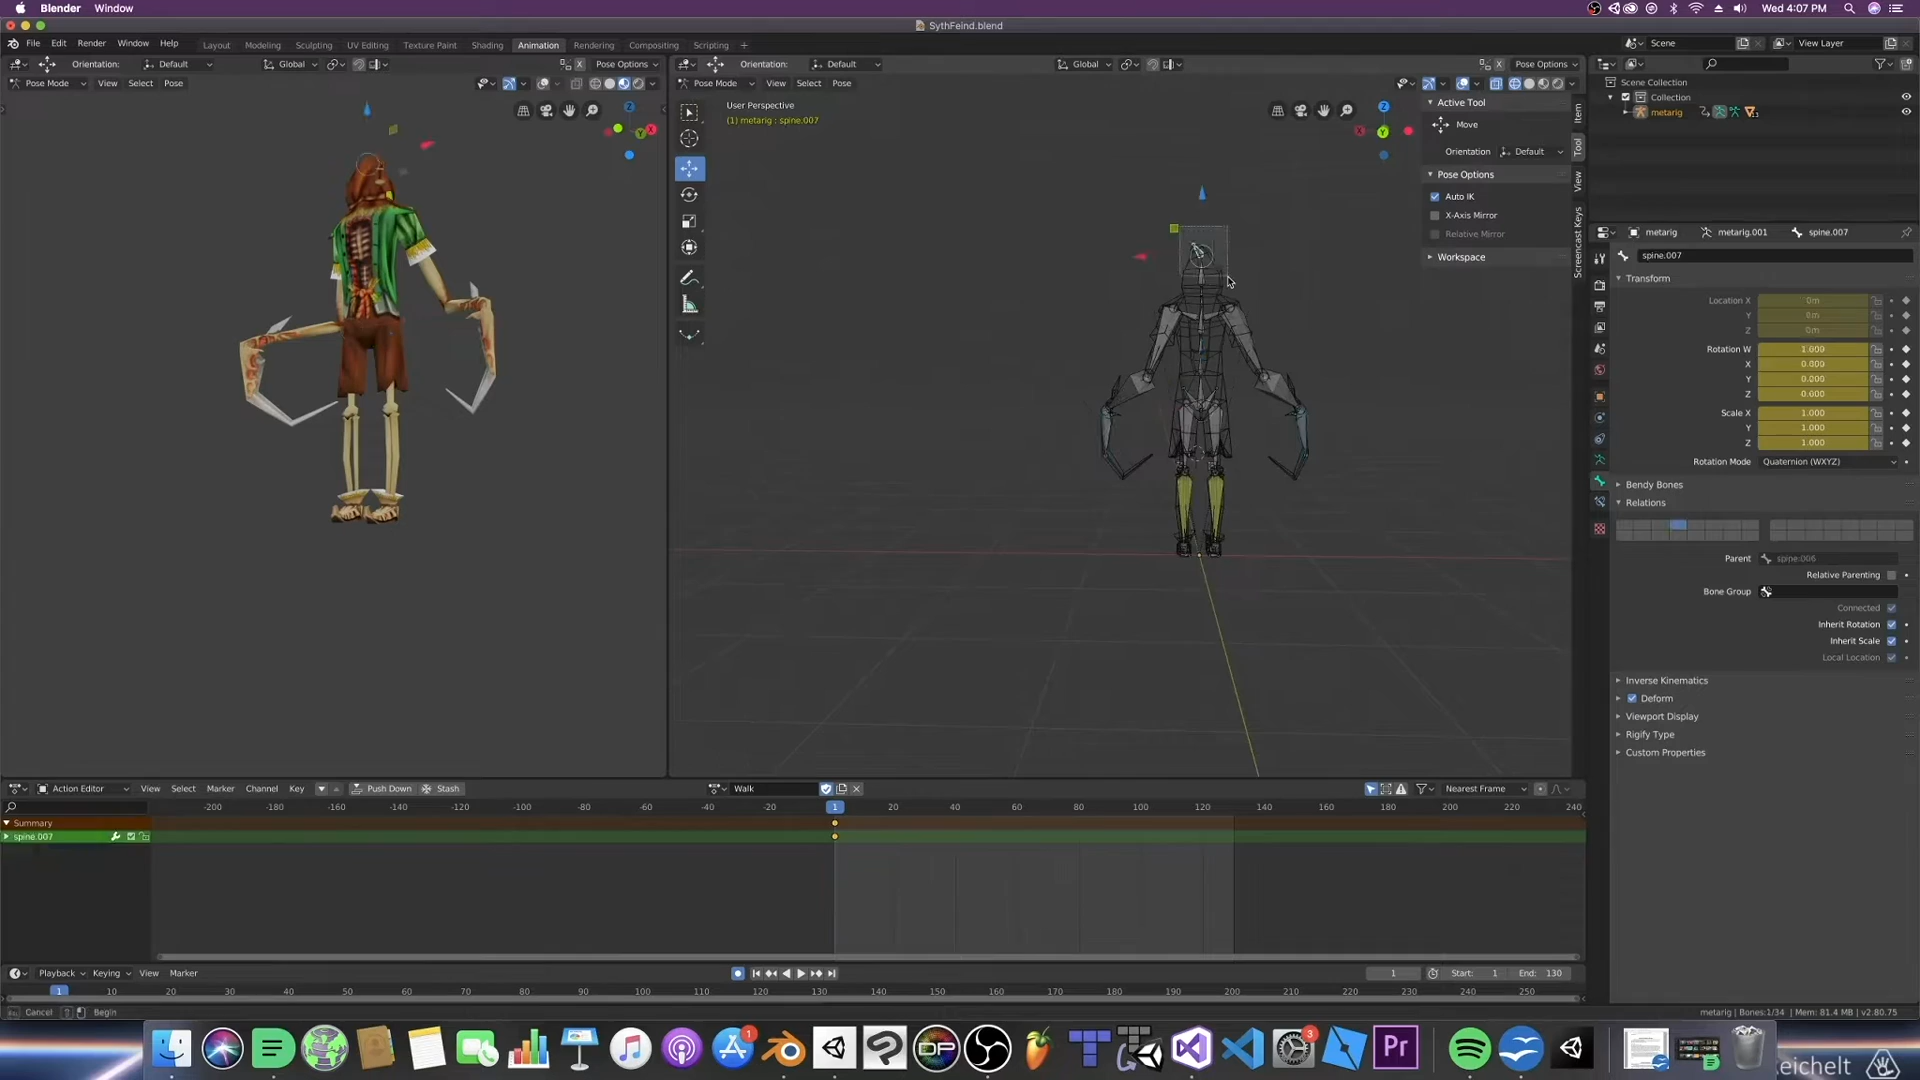 Blender Window Wed 4:07 PM
SythFeind.blend
File Edit Render Window Help Layout Modeling Sculpting UV Editing Texture Paint Shading Animation Rendering Compositing Scripting + Scene View Layer
Orientation: Default Global Pose Options Orientation: Default Global Pose Options
Pose Mode View Select Pose Pose Mode View Select Pose
Scene Collection
Collection
metarig
User Perspective
(1) metarig : spine.007
Active Tool
Move
Orientation Default
Pose Options
Auto IK
X-Axis Mirror
Relative Mirror
Workspace
Item
Tool
View
Screencast Keys
metarig metarig.001 spine.007
spine.007
Transform
Location X 0m
Y 0m
Z 0m
Rotation W 1.000
X 0.000
Y 0.000
Z 0.000
Scale X 1.000
Y 1.000
Z 1.000
Rotation Mode Quaternion (WXYZ)
Bendy Bones
Relations
Parent spine.006
Relative Parenting
Bone Group
Connected
Inherit Rotation
Inherit Scale
Local Location
Inverse Kinematics
Deform
Viewport Display
Rigify Type
Custom Properties
Action Editor View Select Marker Channel Key Push Down Stash Walk Nearest Frame
-200 -180 -160 -140 -120 -100 -80 -60 -40 -20 1 20 40 60 80 100 120 140 160 180 200 220 240
Summary
spine.007
Playback Keying View Marker 1 Start: 1 End: 130
1 10 20 30 40 50 60 70 80 90 100 110 120 130 140 150 160 170 180 190 200 210 220 230 240 250
Cancel Begin metarig | Bones:1/34 | Mem: 81.4 MB | v2.80.75
1 DP 3 Pr
eichelt